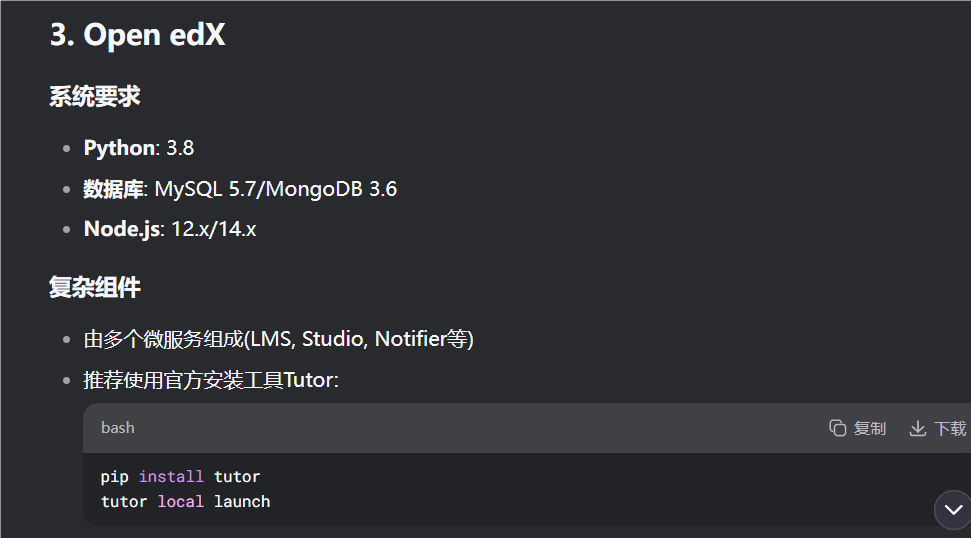 3. Open edX
系统要求
Python: 3.8
数据库: MySQL 5.7/MongoDB 3.6
Node.js: 12.x/14.x
复杂组件
由多个微服务组成(LMS, Studio, Notifier等)
推荐使用官方安装工具Tutor:
bash 复制 下载
pip install tutor
tutor local launch